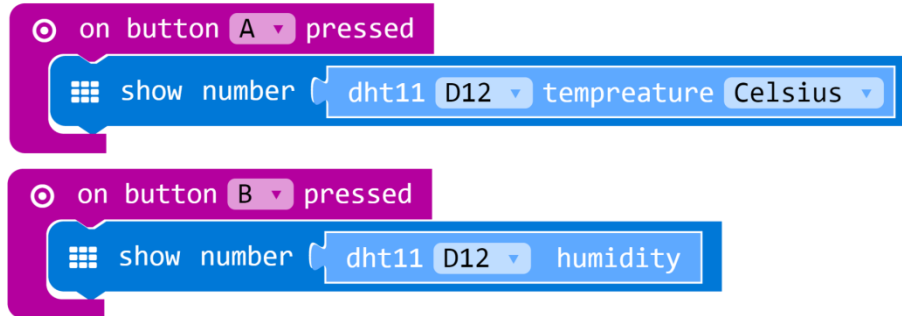 on button A pressed
show number dht11 D12 tempreature Celsius
on button B pressed
show number dht11 D12 humidity